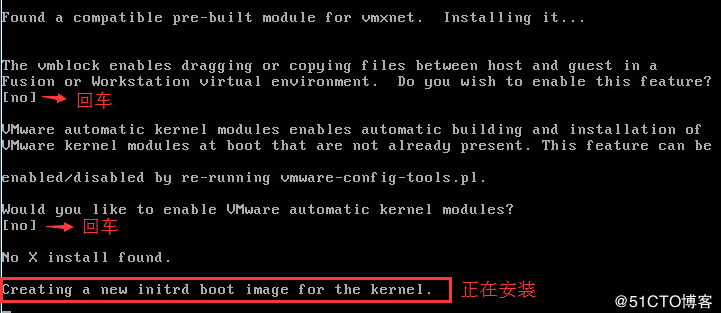 Found a compatible pre-built module for vmxnet.  Installing it...
The vmblock enables dragging or copying files between host and guest in a
Fusion or Workstation virtual environment.  Do you wish to enable this feature?
[no] 回车
VMware automatic kernel modules enables automatic building and installation of
VMware kernel modules at boot that are not already present. This feature can be
enabled/disabled by re-running vmware-config-tools.pl.
Would you like to enable VMware automatic kernel modules?
[no] 回车
No X install found.
Creating a new initrd boot image for the kernel. 正在安装
@51CTO博客